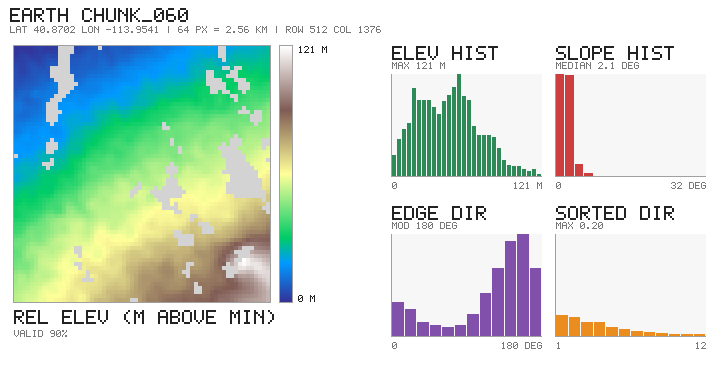 EARTH CHUNK_060
LAT 40.8702 LON -113.9541 | 64 PX = 2.56 KM | ROW 512 COL 1376
121 M
0 M
REL ELEV (M ABOVE MIN)
VALID 90%
ELEV HIST
MAX 121 M
0 121 M
SLOPE HIST
MEDIAN 2.1 DEG
0 32 DEG
EDGE DIR
MOD 180 DEG
0 180 DEG
SORTED DIR
MAX 0.20
1 12